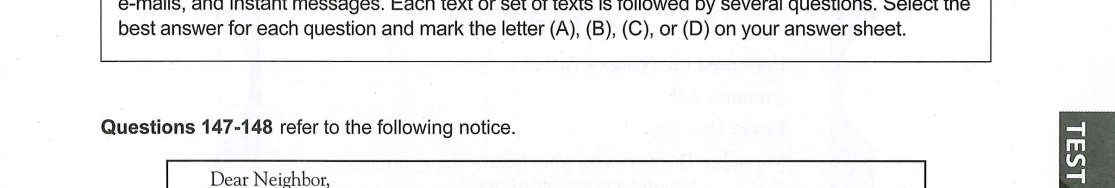 e-mails, and instant messages. Each text or set of texts is followed by several questions. Select the
best answer for each question and mark the letter (A), (B), (C), or (D) on your answer sheet.
Questions 147-148 refer to the following notice.
TEST
Dear Neighbor,